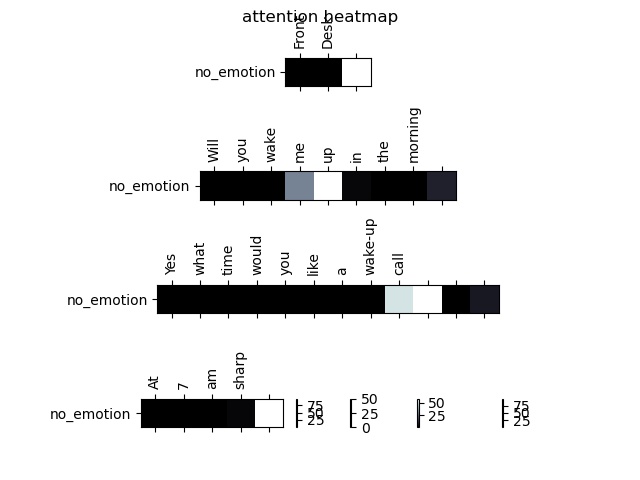 attention heatmap
Front Desk
no_emotion
Will you wake me up in the morning
no_emotion
Yes what time would you like a wake-up call
no_emotion
At 7 am sharp
no_emotion
75 50 25
50 25 0
50 25
75 50 25